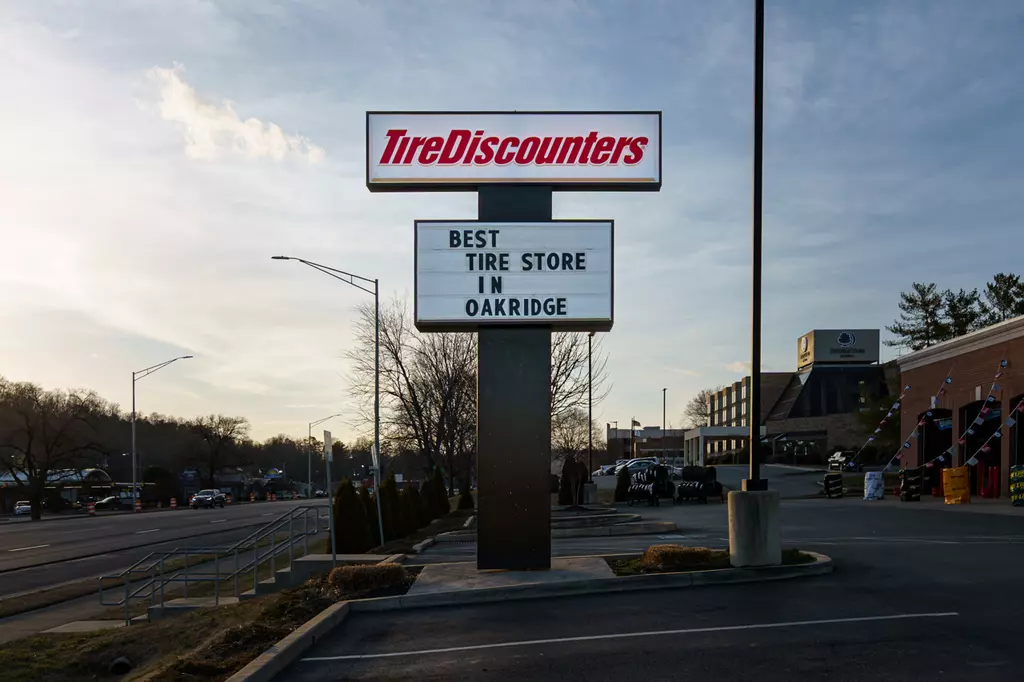 TireDiscounters
BEST
TIRE STORE
IN
OAKRIDGE